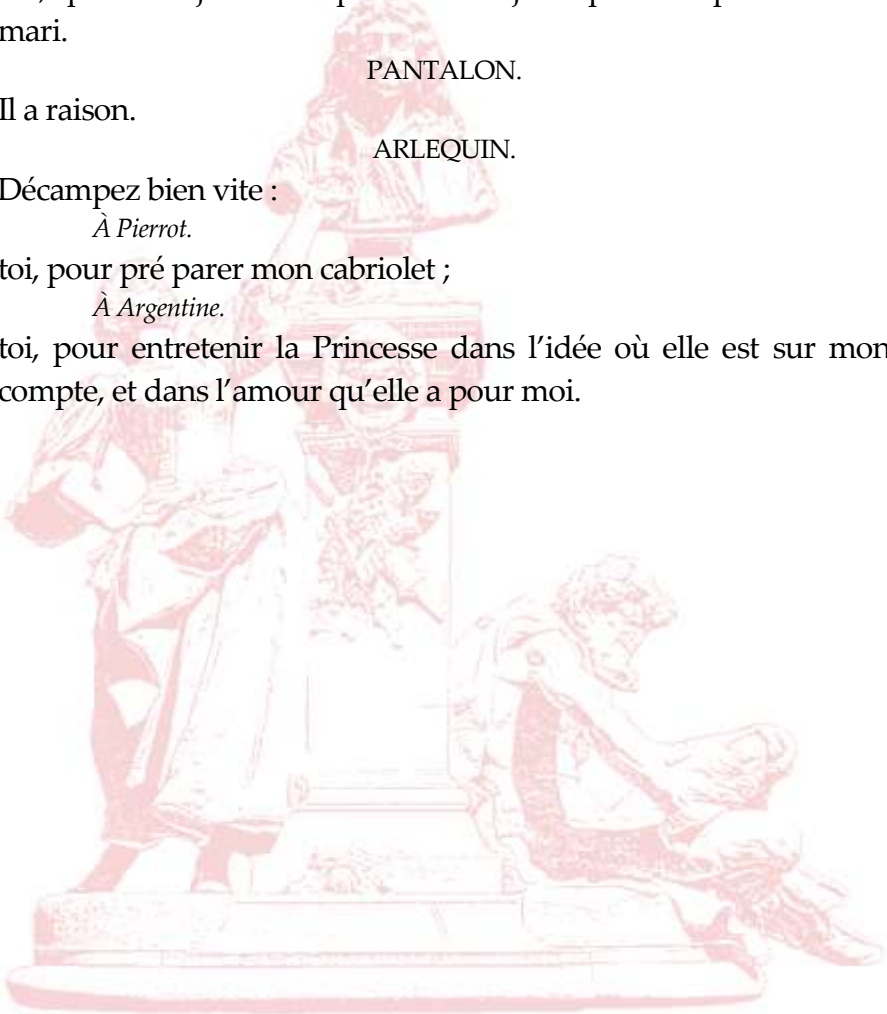 mari.
PANTALON.
Il a raison.
ARLEQUIN.
Décampez bien vite :
À Pierrot.
toi, pour pré parer mon cabriolet ;
À Argentine.
toi, pour entretenir la Princesse dans l’idée où elle est sur mon
compte, et dans l’amour qu’elle a pour moi.